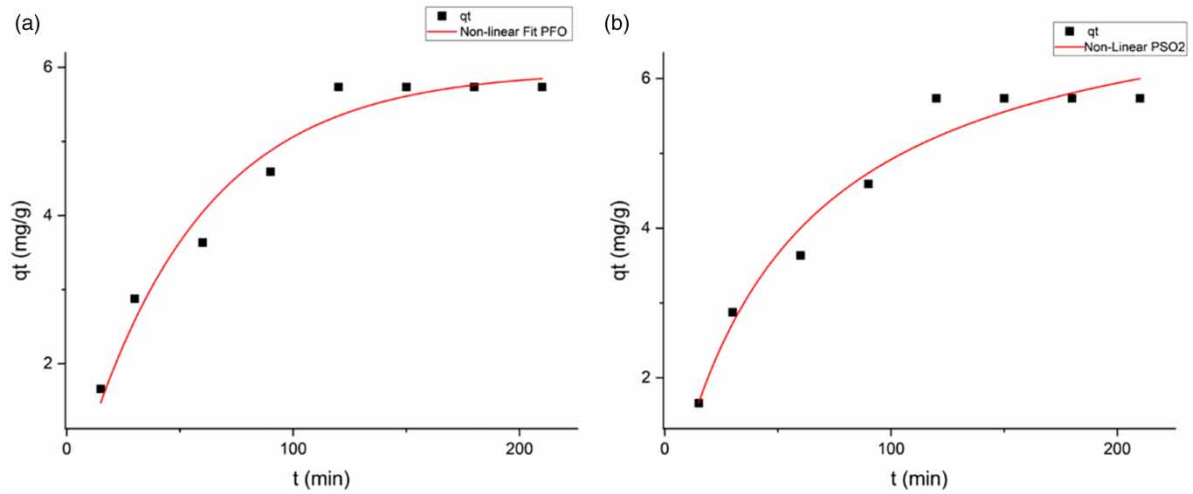 (a)
qt
Non-linear Fit PFO
6
4
2
qt (mg/g)
0
100
200
t (min)
(b)
qt
Non-Linear PSO2
6
4
2
qt (mg/g)
0
100
200
t (min)